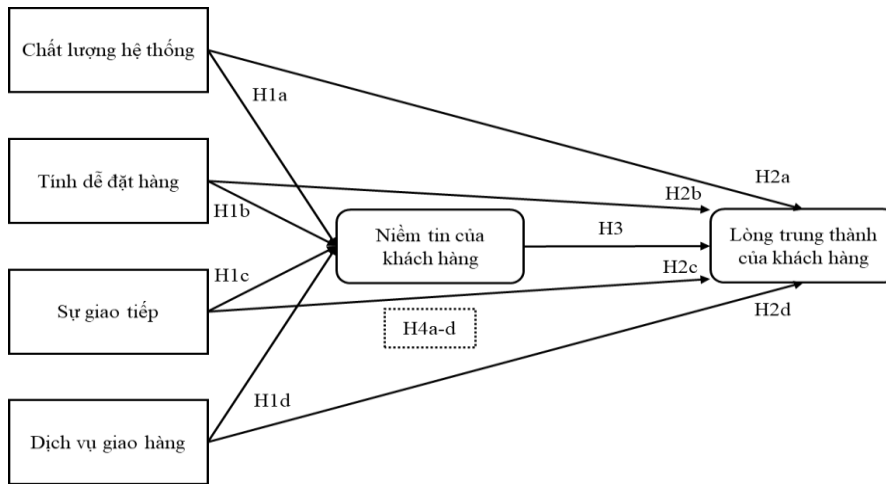 Chất lượng hệ thống
H1a
Tính dễ đặt hàng
H2a
H2b
H1b
Niềm tin của
khách hàng
H3
Lòng trung thành
của khách hàng
H1c
H2c
Sự giao tiếp
H4a-d
H2d
H1d
Dịch vụ giao hàng